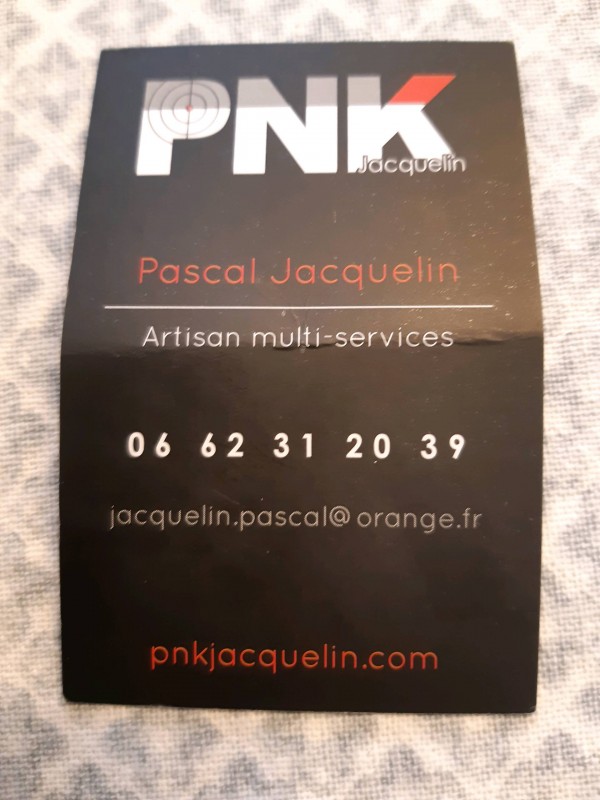 PNK
Jacquelin
Pascal Jacquelin
Artisan multi-services
06 62 31 20 39
jacquelin.pascal@orange.fr
pnkjacquelin.com